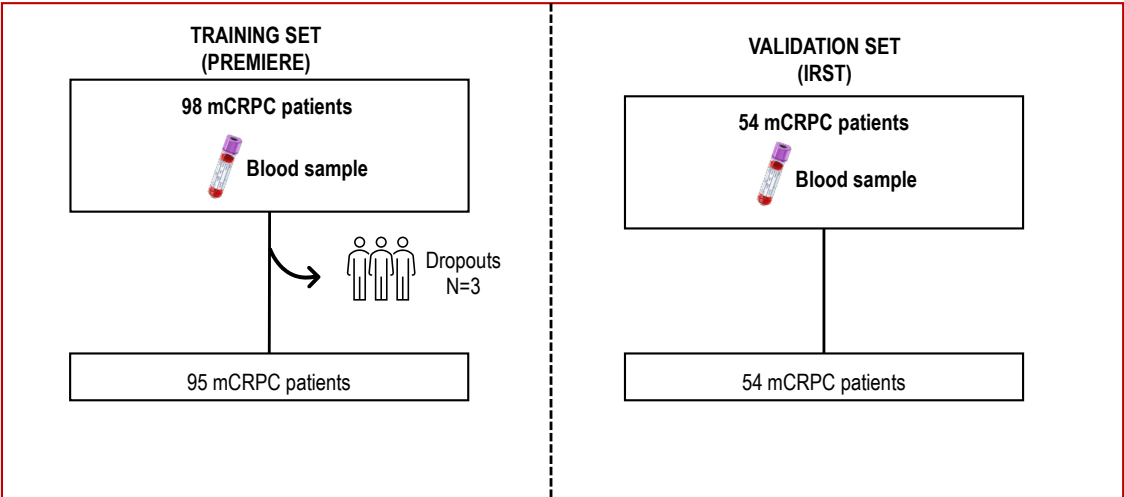 TRAINING SET
(PREMIERE)
98 mCRPC patients
Blood sample
Dropouts
N=3
95 mCRPC patients
VALIDATION SET
(IRST)
54 mCRPC patients
Blood sample
54 mCRPC patients